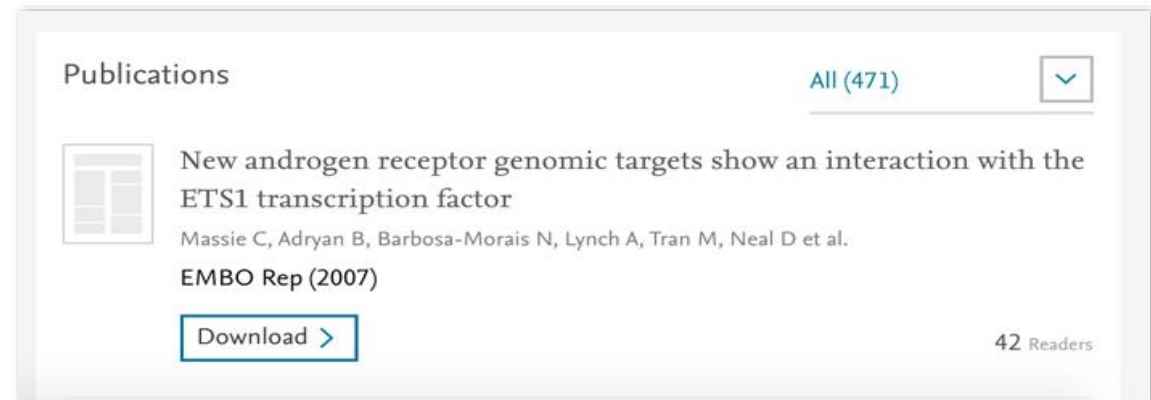 Publications
All (471)
New androgen receptor genomic targets show an interaction with the
ETS1 transcription factor
Massie C, Adryan B, Barbosa-Morais N, Lynch A, Tran M, Neal D et al.
EMBO Rep (2007)
Download
42 Readers